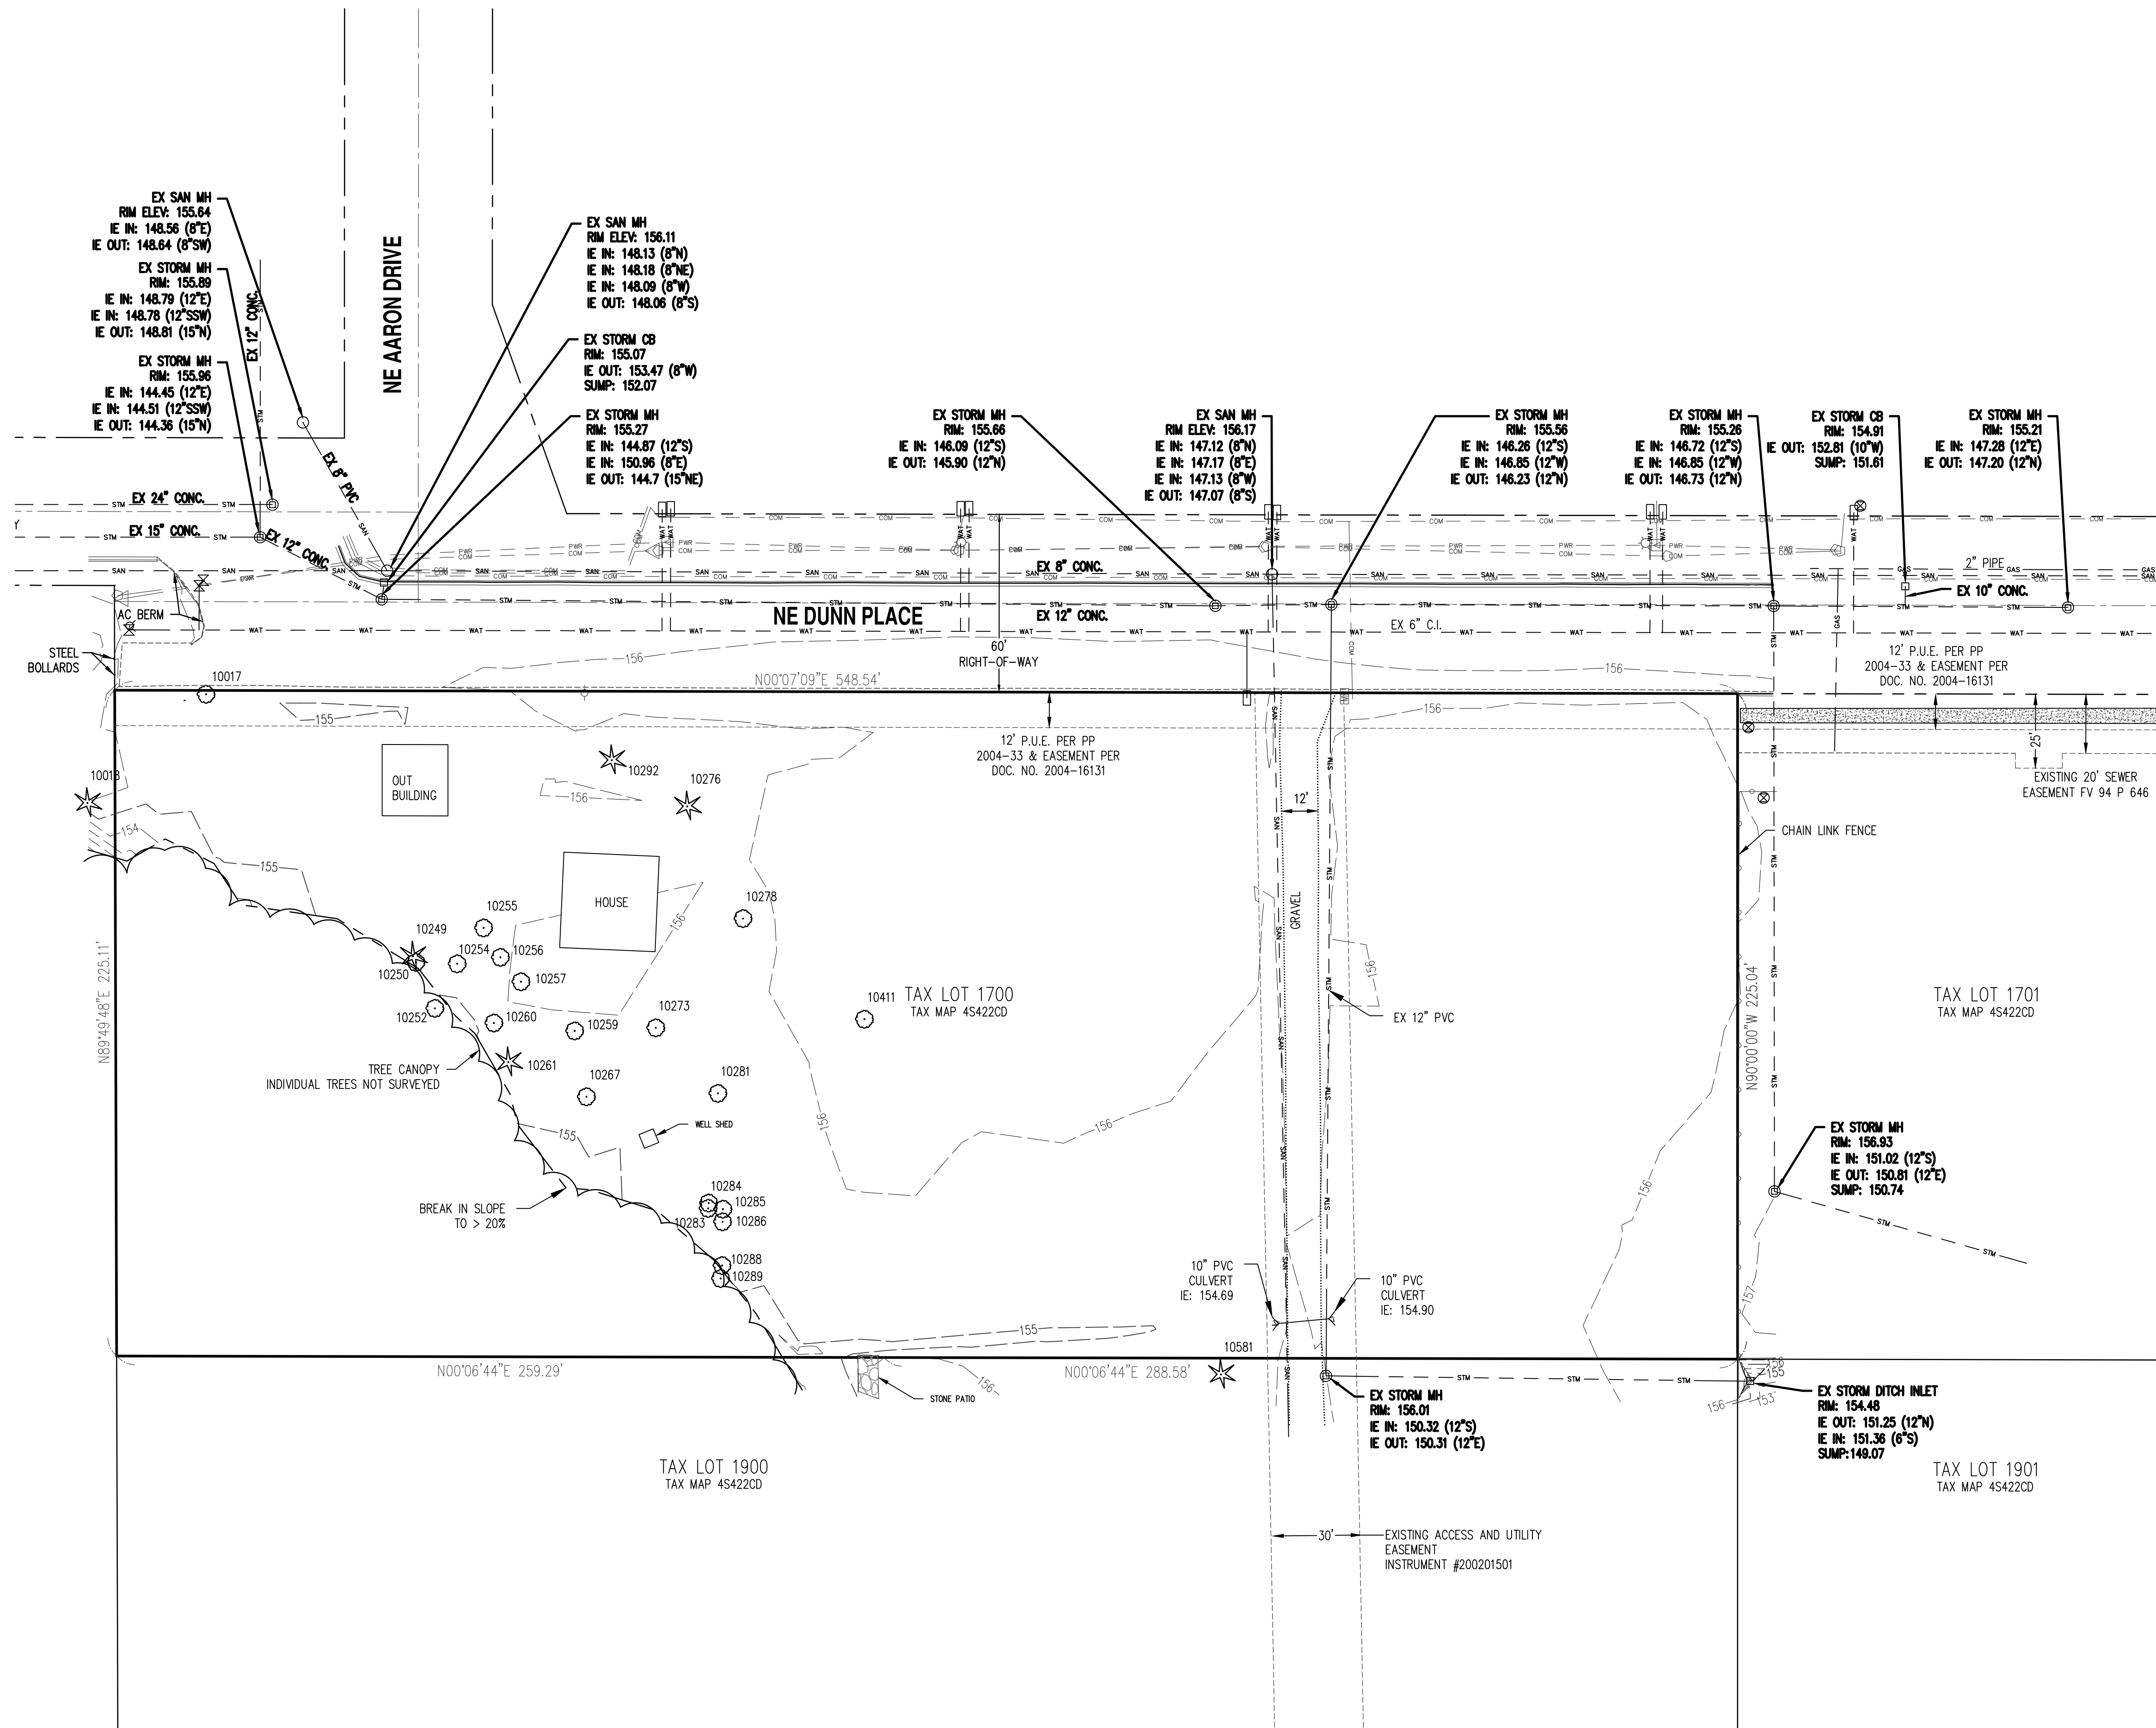 EX SAN MH
RIM ELEV: 155.64
IE IN: 148.56 (8"E)
IE OUT: 148.64 (8"SW)
EX STORM MH
RIM: 155.89
IE IN: 148.79 (12"E)
IE IN: 148.78 (12"SSW)
IE OUT: 148.81 (15"N)
EX STORM MH
RIM: 155.96
IE IN: 144.45 (12"E)
IE IN: 144.51 (12"SSW)
IE OUT: 144.36 (15"N)
EX 12" CONC.
NE AARON DRIVE
EX SAN MH
RIM ELEV: 156.11
IE IN: 148.13 (8"N)
IE IN: 148.18 (8"NE)
IE IN: 148.09 (8"W)
IE OUT: 148.06 (8"S)
EX STORM CB
RIM: 155.07
IE OUT: 153.47 (8"W)
SUMP: 152.07
EX STORM MH
RIM: 155.27
IE IN: 144.87 (12"S)
IE IN: 150.96 (8"E)
IE OUT: 144.7 (15"NE)
EX STORM MH
RIM: 155.66
IE IN: 146.09 (12"S)
IE OUT: 145.90 (12"N)
EX SAN MH
RIM ELEV: 156.17
IE IN: 147.12 (8"N)
IE IN: 147.17 (8"E)
IE IN: 147.13 (8"W)
IE OUT: 147.07 (8"S)
EX STORM MH
RIM: 155.56
IE IN: 146.26 (12"S)
IE IN: 146.85 (12"W)
IE OUT: 146.23 (12"N)
EX STORM MH
RIM: 155.26
IE IN: 146.72 (12"S)
IE IN: 146.85 (12"W)
IE OUT: 146.73 (12"N)
EX STORM CB
RIM: 154.91
IE OUT: 152.81 (10"W)
SUMP: 151.61
EX STORM MH
RIM: 155.21
IE IN: 147.28 (12"E)
IE OUT: 147.20 (12"N)
EX 8" PVC
EX 24" CONC.
EX 15" CONC.
EX 12" CONC.
EX 8" CONC.
2" PIPE
EX 10" CONC.
NE DUNN PLACE
EX 12" CONC.
EX 6" C.I.
AC BERM
STEEL
BOLLARDS
60'
RIGHT-OF-WAY
156
156
12' P.U.E. PER PP
2004-33 & EASEMENT PER
DOC. NO. 2004-16131
N00°07'09"E 548.54'
10017
155
156
12' P.U.E. PER PP
2004-33 & EASEMENT PER
DOC. NO. 2004-16131
25'
EXISTING 20' SEWER
EASEMENT FV 94 P 646
OUT
BUILDING
10292
10276
10018
156
12'
154
CHAIN LINK FENCE
155
HOUSE
156
10278
GRAVEL
10255
10249
10254
10256
10250
10257
N89°49'48"E 225.11'
10252
10260
10259
10273
10411
TAX LOT 1700
TAX MAP 4S422CD
156
EX 12" PVC
N90°00'00"W 225.04'
TAX LOT 1701
TAX MAP 4S422CD
TREE CANOPY
INDIVIDUAL TREES NOT SURVEYED
10261
10267
10281
155
WELL SHED
156
156
156
EX STORM MH
RIM: 156.93
IE IN: 151.02 (12"S)
IE OUT: 150.81 (12"E)
SUMP: 150.74
BREAK IN SLOPE
TO > 20%
10284
10285
10283
10286
10288
10289
10" PVC
CULVERT
IE: 154.69
10" PVC
CULVERT
IE: 154.90
157
155
N00°06'44"E 259.29'
STONE PATIO
156
N00°06'44"E 288.58'
10581
EX STORM MH
RIM: 156.01
IE IN: 150.32 (12"S)
IE OUT: 150.31 (12"E)
156
155
156
153
EX STORM DITCH INLET
RIM: 154.48
IE OUT: 151.25 (12"N)
IE IN: 151.36 (6"S)
SUMP:149.07
TAX LOT 1900
TAX MAP 4S422CD
TAX LOT 1901
TAX MAP 4S422CD
30'
EXISTING ACCESS AND UTILITY
EASEMENT
INSTRUMENT #200201501